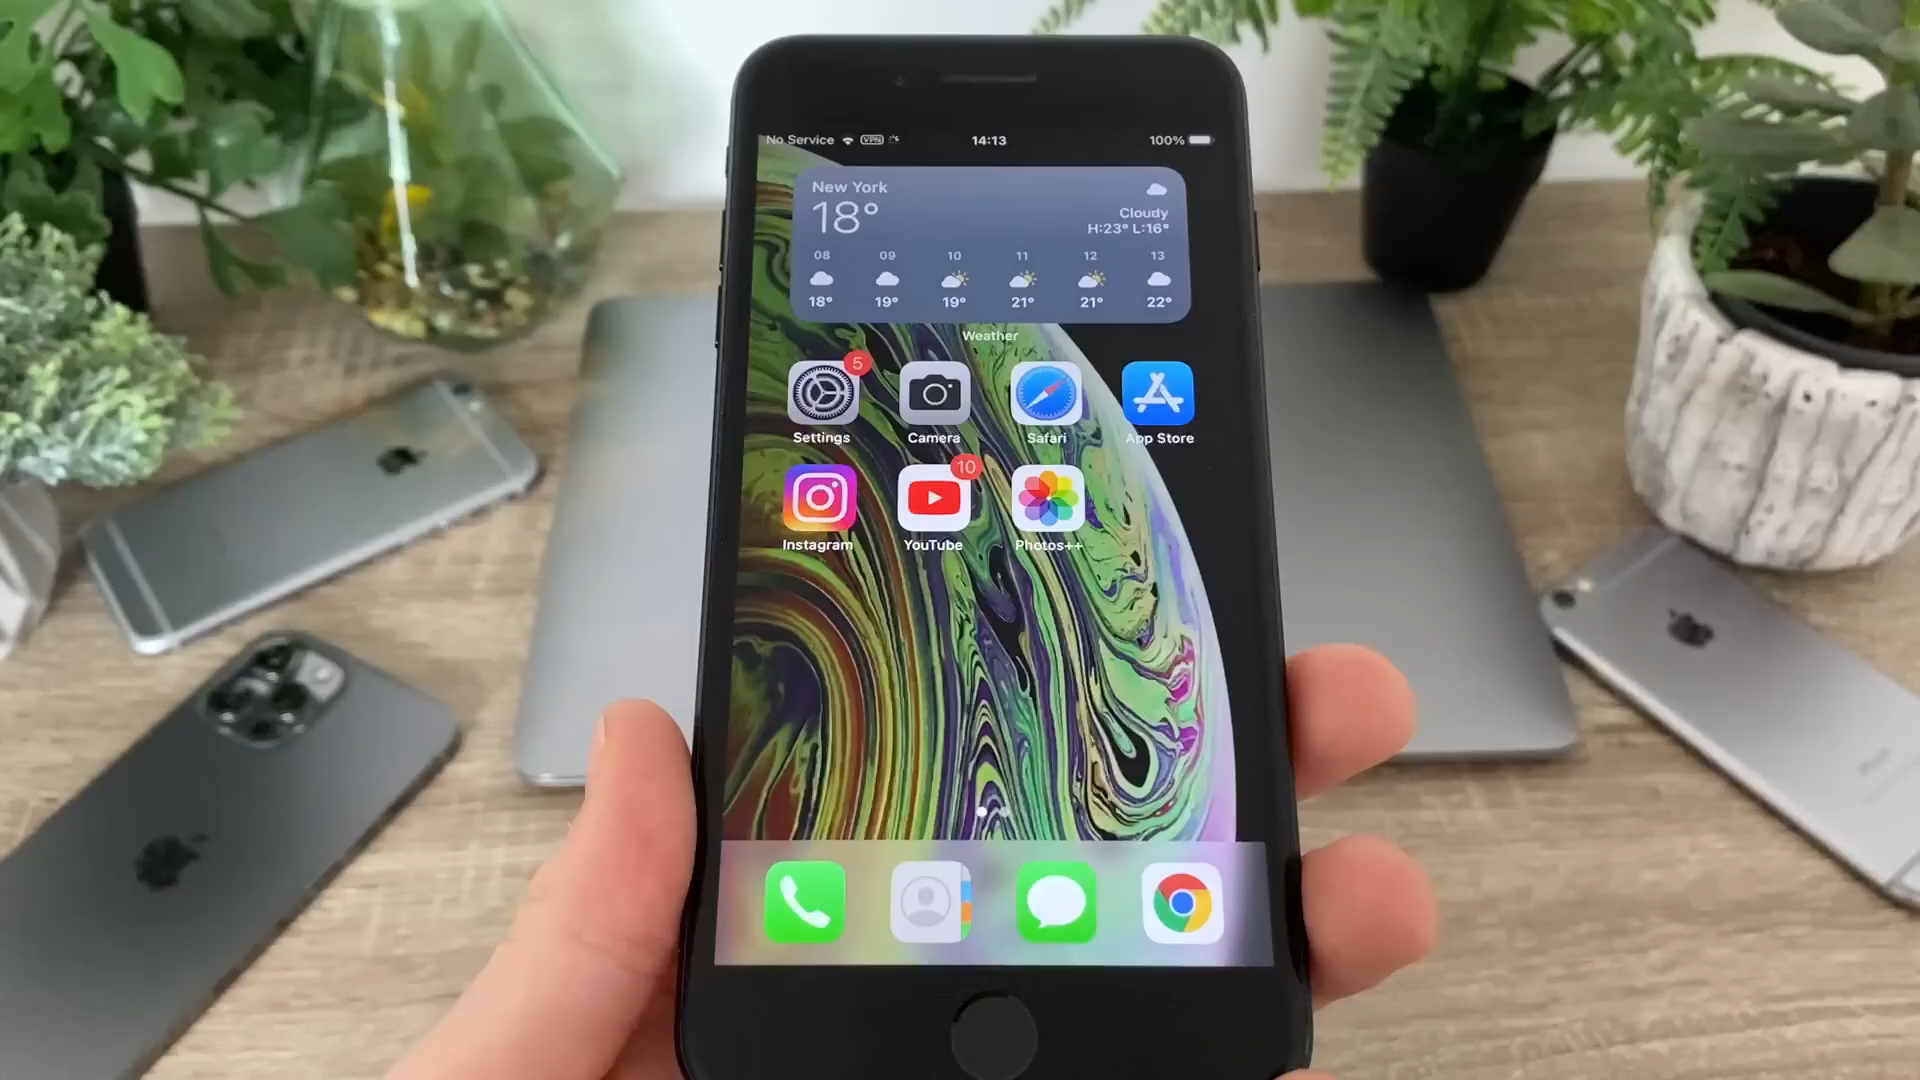 No Service VPN 14:13 100%
New York
18°
Cloudy
H:23° L:16°
08 09 10 11 12 13
18° 19° 19° 21° 21° 22°
Weather
5
Settings Camera Safari App Store
10
Instagram YouTube Photos++